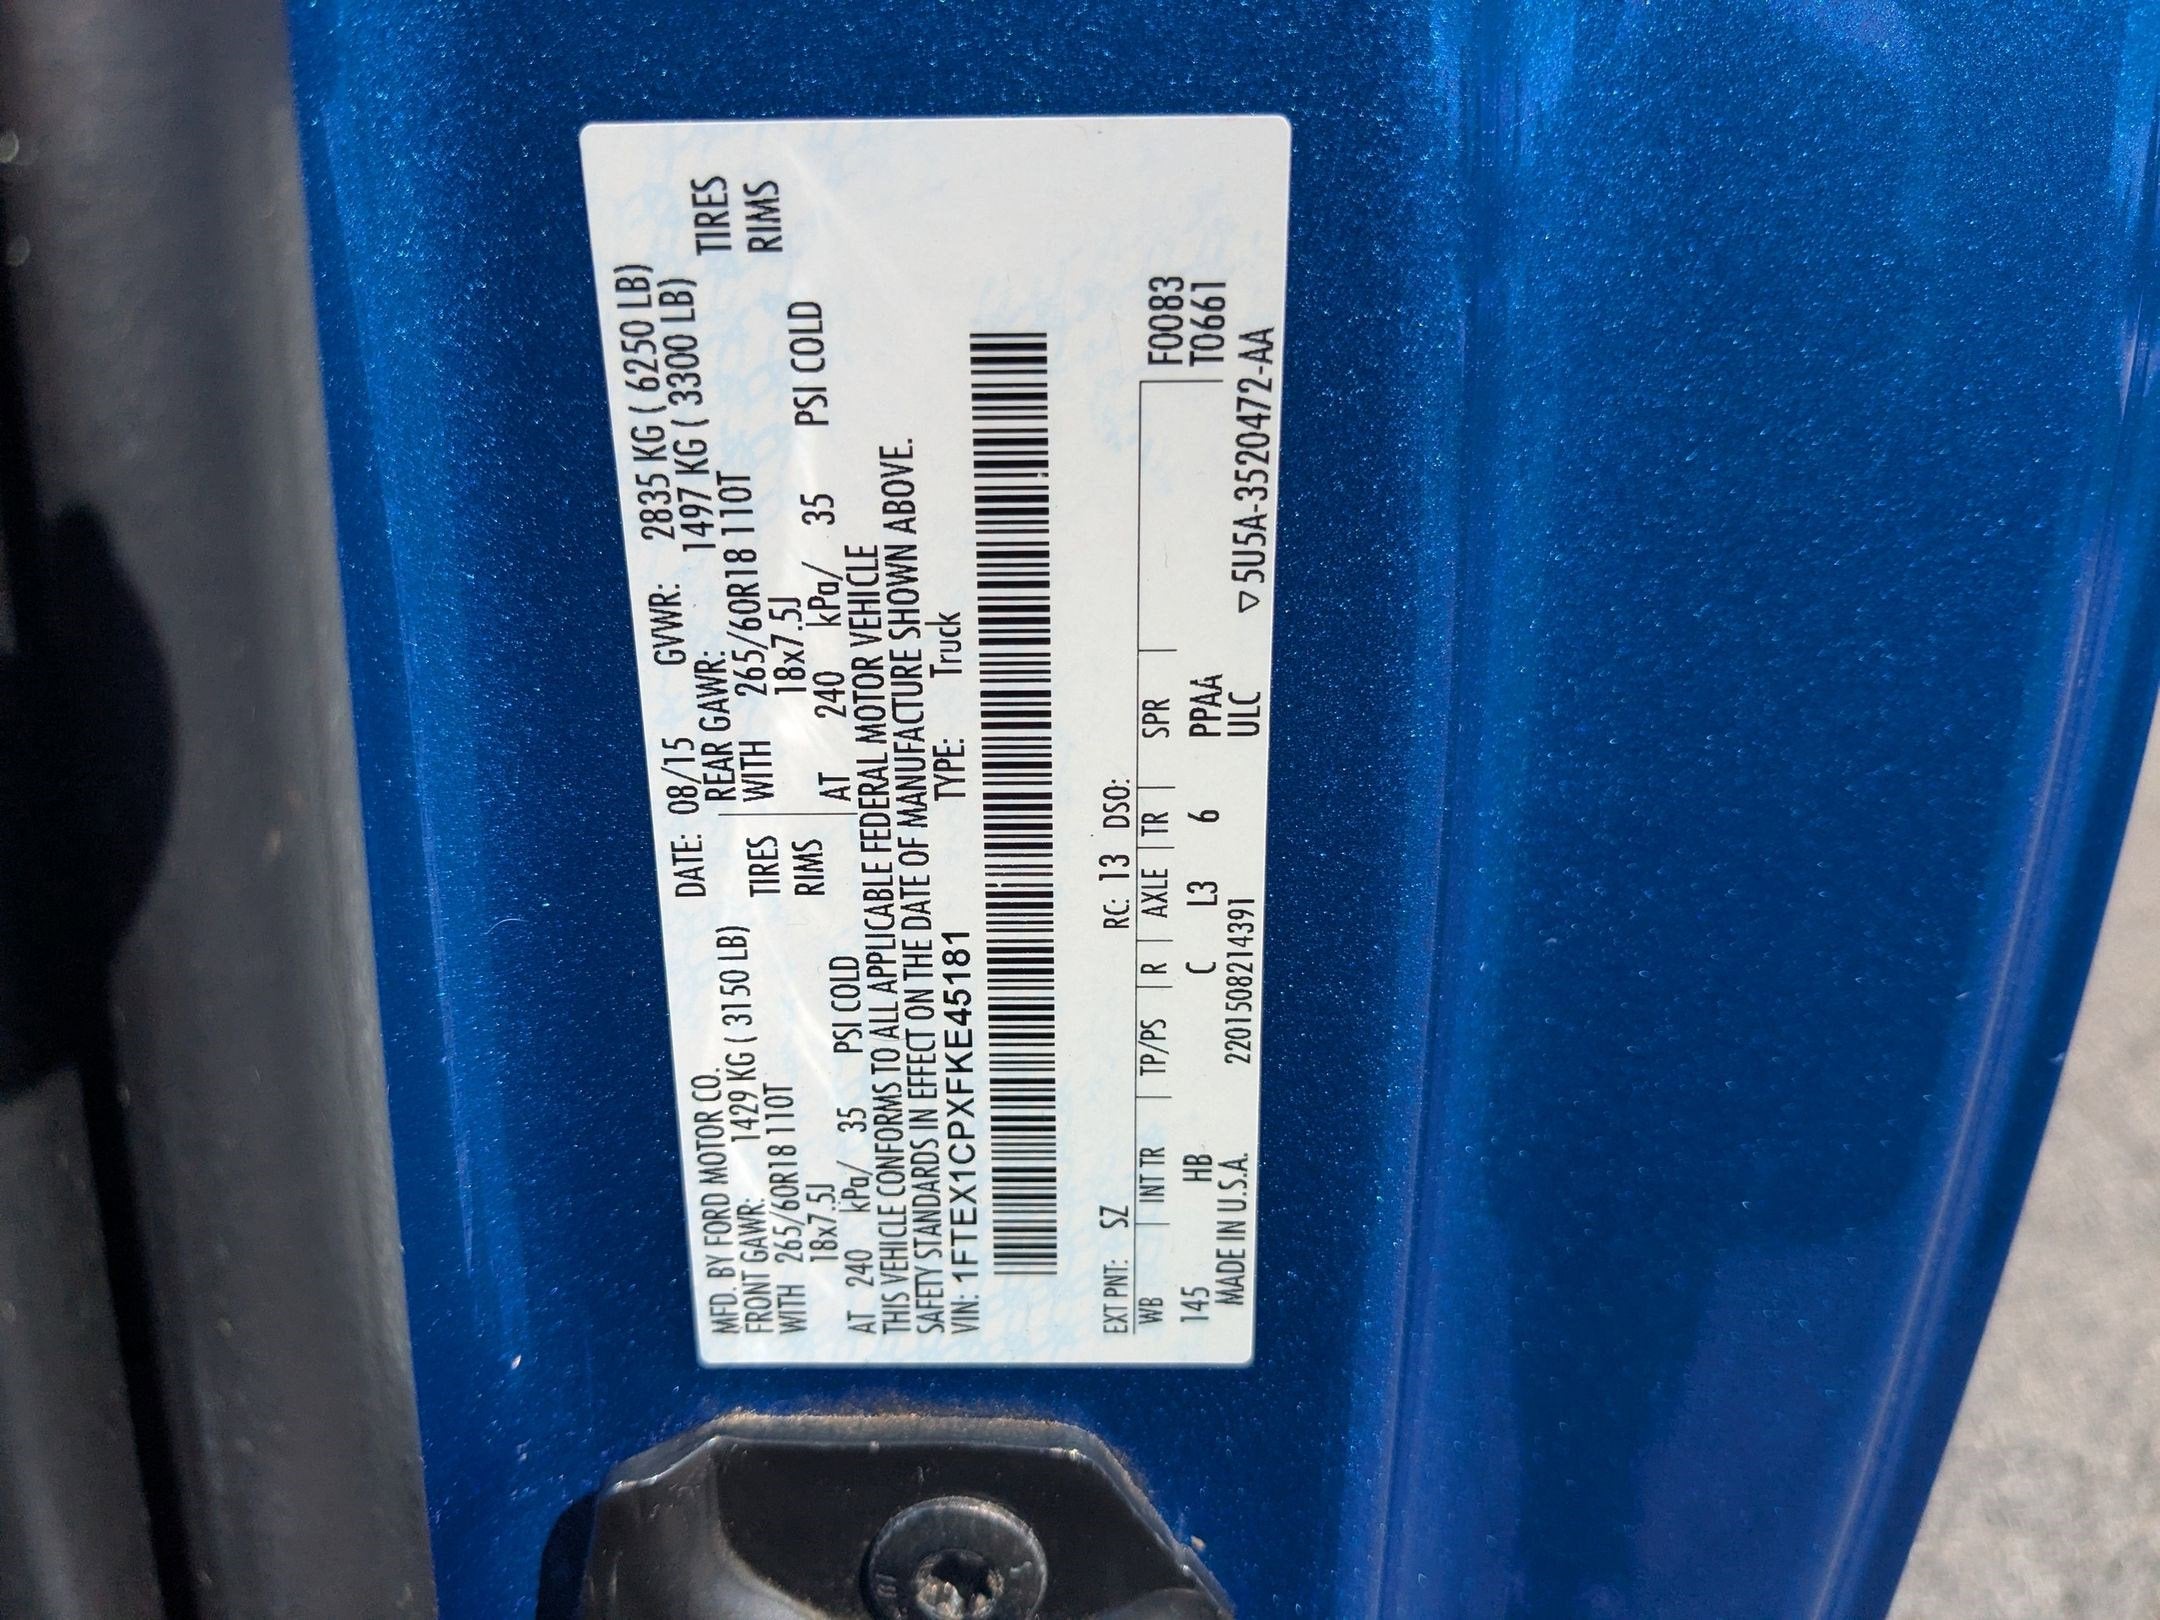 MFD. BY FORD MOTOR CO. DATE: 08/15 GVWR: 2835 KG ( 6250 LB)
FRONT GAWR: 1429 KG ( 3150 LB) REAR GAWR: 1497 KG ( 3300 LB)
WITH 265/60R18 110T TIRES WITH 265/60R18 110T TIRES
18x7.5J RIMS 18x7.5J RIMS
AT 240 kPa/ 35 PSI COLD AT 240 kPa/ 35 PSI COLD
THIS VEHICLE CONFORMS TO ALL APPLICABLE FEDERAL MOTOR VEHICLE
SAFETY STANDARDS IN EFFECT ON THE DATE OF MANUFACTURE SHOWN ABOVE.
VIN: 1FTEX1CPXFKE45181 TYPE: Truck
EXT PNT: SZ RC: 13 DSO:
WB INT TR TP/PS R AXLE TR SPR F0083
145 HB C L3 6 PPAA T0661
MADE IN U.S.A. 220150821 4391 ULC ▽ 5U5A-3520472-AA